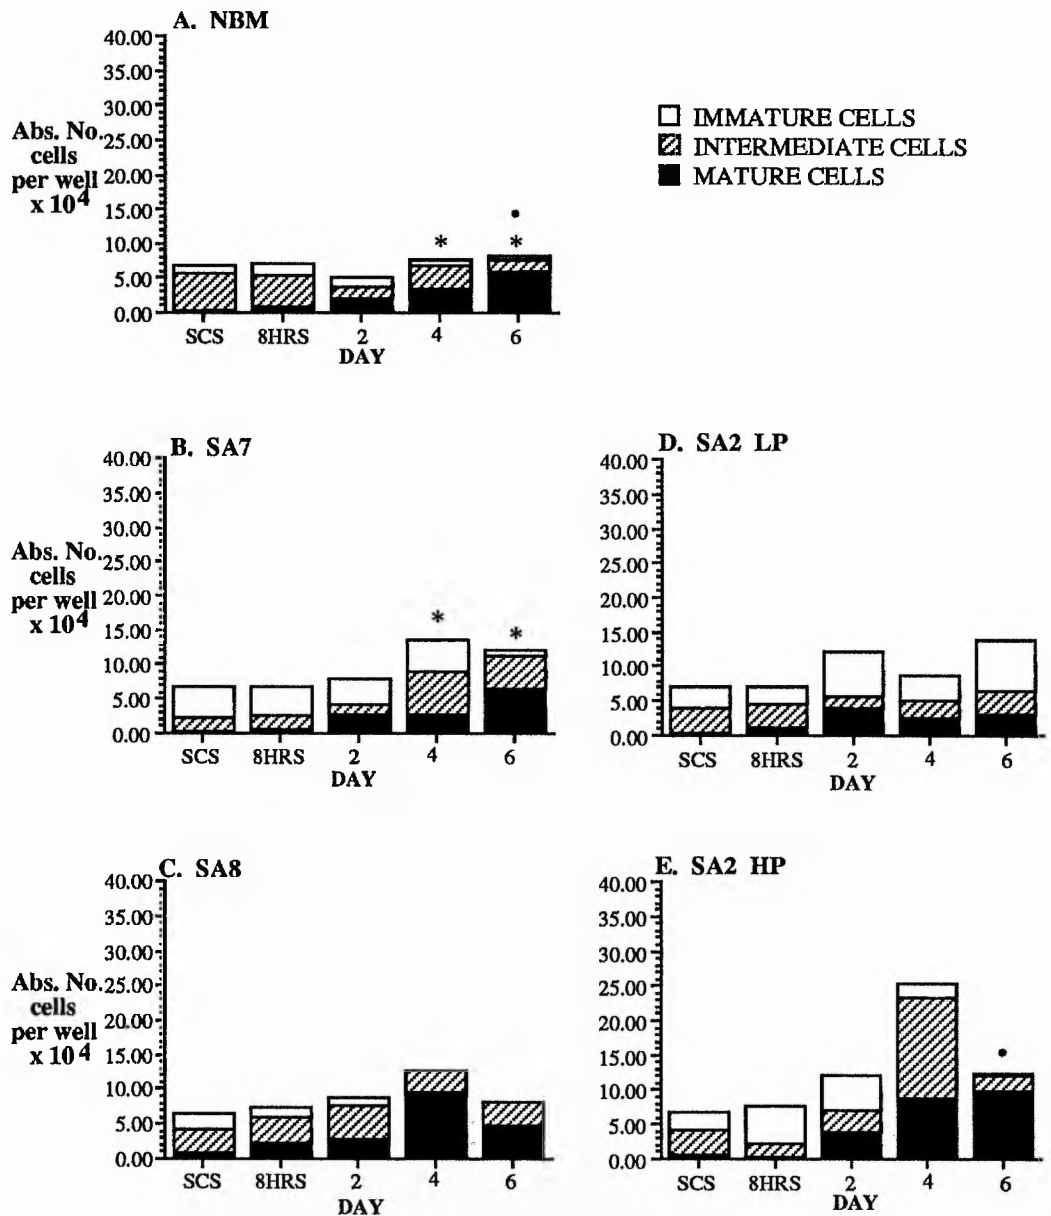 A. NBM
40.00
35.00
30.00
25.00
20.00
15.00
10.00
5.00
0.00
Abs. No.
cells
per well
x 10⁴
•
* *
SCS 8HRS 2 4 6
DAY
IMMATURE CELLS
INTERMEDIATE CELLS
MATURE CELLS
B. SA7
40.00
35.00
30.00
25.00
20.00
15.00
10.00
5.00
0.00
Abs. No.
cells
per well
x 10⁴
* *
SCS 8HRS 2 4 6
DAY
D. SA2 LP
40.00
35.00
30.00
25.00
20.00
15.00
10.00
5.00
0.00
SCS 8HRS 2 4 6
DAY
C. SA8
40.00
35.00
30.00
25.00
20.00
15.00
10.00
5.00
0.00
Abs. No.
cells
per well
x 10⁴
SCS 8HRS 2 4 6
DAY
E. SA2 HP
40.00
35.00
30.00
25.00
20.00
15.00
10.00
5.00
0.00
•
SCS 8HRS 2 4 6
DAY